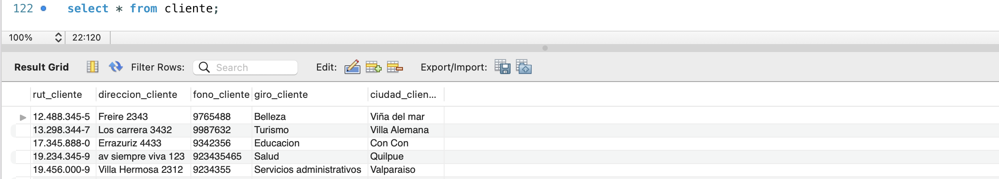 122 select * from cliente;
100% 22:120
Result Grid Filter Rows: Search Edit: Export/Import:
rut_cliente direccion_cliente fono_cliente giro_cliente ciudad_clien...
12.488.345-5 Freire 2343 9765488 Belleza Viña del mar
13.298.344-7 Los carrera 3432 9987632 Turismo Villa Alemana
17.345.888-0 Errazuriz 4433 9342356 Educacion Con Con
19.234.345-9 av siempre viva 123 923435465 Salud Quilpue
19.456.000-9 Villa Hermosa 2312 9234355 Servicios administrativos Valparaiso